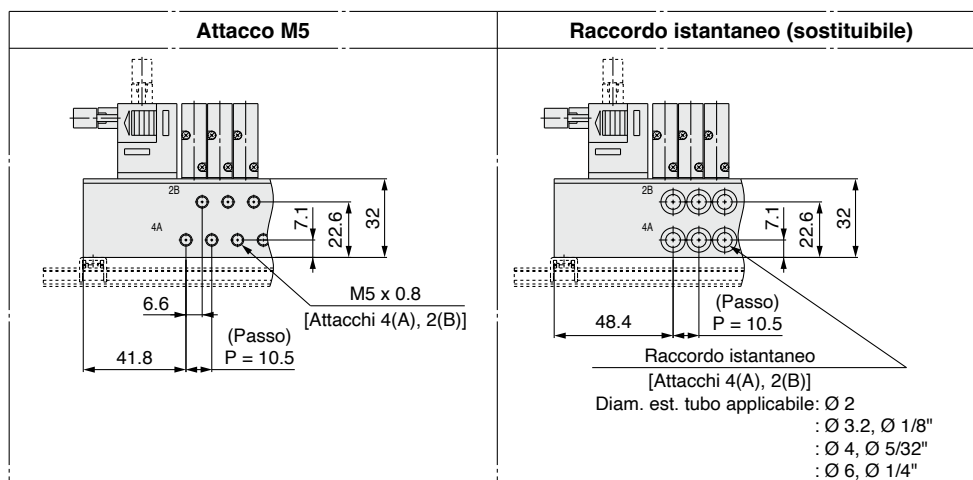 Attacco M5
2B
4A
7.1
22.6
32
6.6
M5 x 0.8
[Attacchi 4(A), 2(B)]
(Passo)
P = 10.5
41.8
Raccordo istantaneo (sostituibile)
2B
4A
7.1
22.6
32
(Passo)
P = 10.5
48.4
Raccordo istantaneo
[Attacchi 4(A), 2(B)]
Diam. est. tubo applicabile: Ø 2
: Ø 3.2, Ø 1/8"
: Ø 4, Ø 5/32"
: Ø 6, Ø 1/4"